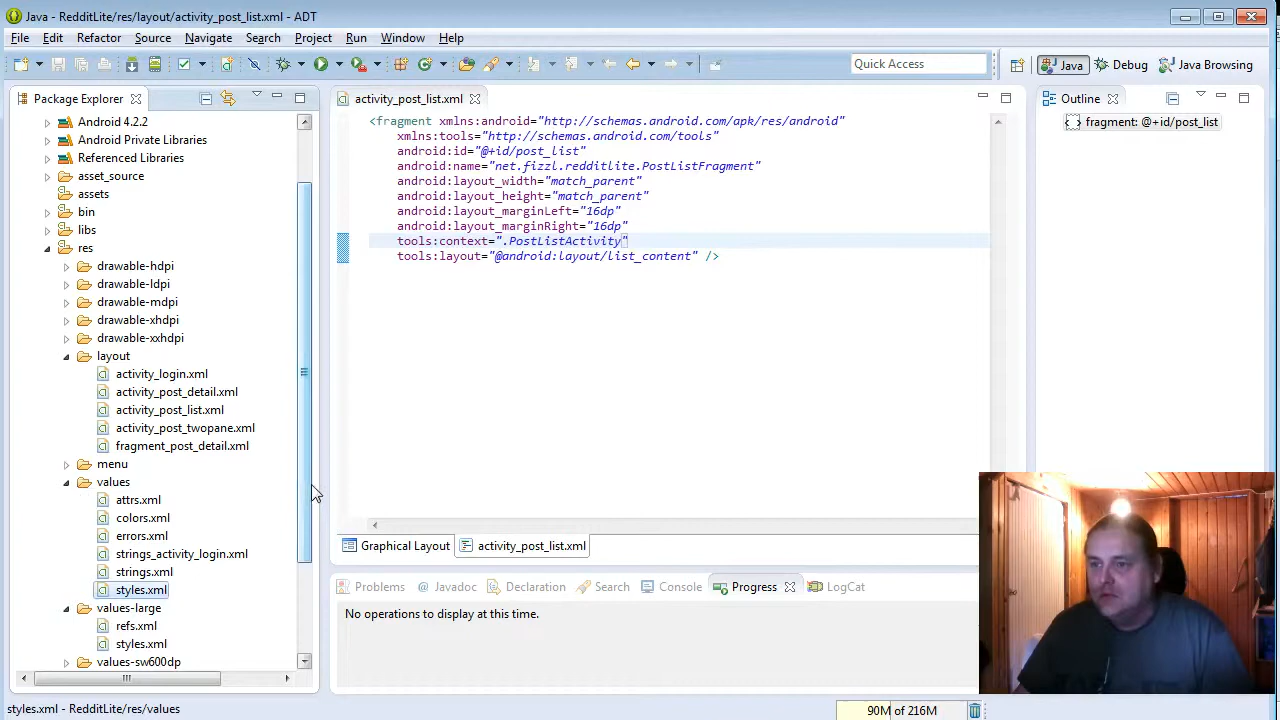 Java - RedditLite/res/layout/activity_post_list.xml - ADT
File Edit Refactor Source Navigate Search Project Run Window Help
Quick Access
Java
Debug
Java Browsing
Package Explorer
Android 4.2.2
Android Private Libraries
Referenced Libraries
asset_source
assets
bin
libs
res
drawable-hdpi
drawable-ldpi
drawable-mdpi
drawable-xhdpi
drawable-xxhdpi
layout
activity_login.xml
activity_post_detail.xml
activity_post_list.xml
activity_post_twopane.xml
fragment_post_detail.xml
menu
values
attrs.xml
colors.xml
errors.xml
strings_activity_login.xml
strings.xml
styles.xml
values-large
refs.xml
styles.xml
values-sw600dp
activity_post_list.xml
<fragment xmlns:android="http://schemas.android.com/apk/res/android"
xmlns:tools="http://schemas.android.com/tools"
android:id="@+id/post_list"
android:name="net.fizzl.redditlite.PostListFragment"
android:layout_width="match_parent"
android:layout_height="match_parent"
android:layout_marginLeft="16dp"
android:layout_marginRight="16dp"
tools:context=".PostListActivity"
tools:layout="@android:layout/list_content" />
Graphical Layout
activity_post_list.xml
Outline
fragment: @+id/post_list
Problems
Javadoc
Declaration
Search
Console
Progress
LogCat
No operations to display at this time.
styles.xml - RedditLite/res/values
90M of 216M